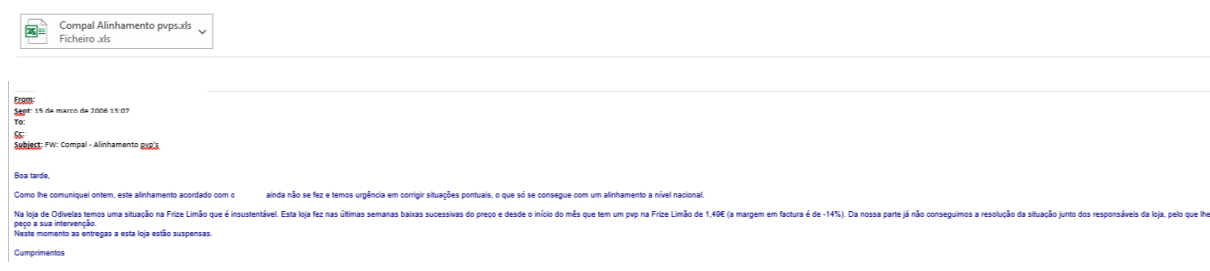 Compal Alinhamento pvps.xls
Ficheiro .xls
From:
Sent: 15 de março de 2006 15:07
To:
Cc:
Subject: FW: Compal - Alinhamento pvp's
Boa tarde,
Como lhe comuniquei ontem, este alinhamento acordado com o ainda não se fez e temos urgência em corrigir situações pontuais, o que só se consegue com um alinhamento a nível nacional.
Na loja de Odivelas temos uma situação na Frize Limão que é insustentável. Esta loja fez nas últimas semanas baixas sucessivas do preço e desde o início do mês que tem um pvp na Frize Limão de 1,49€ (a margem em factura é de -14%). Da nossa parte já não conseguimos a resolução da situação junto dos responsáveis da loja, pelo que lhe
peço a sua intervenção.
Neste momento as entregas a esta loja estão suspensas.
Cumprimentos